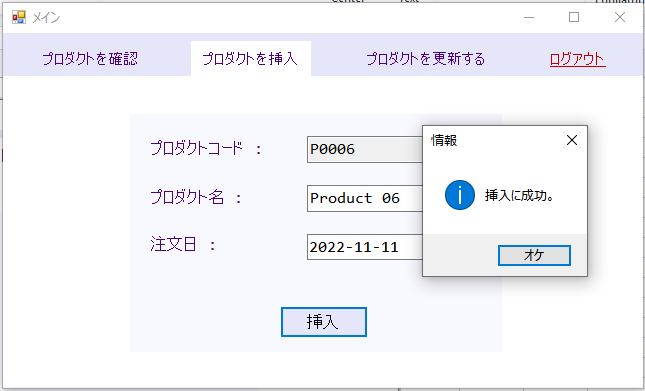 メイン
プロダクトを確認 プロダクトを挿入 プロダクトを更新する ログアウト
プロダクトコード : P0006
プロダクト名 : Product 06
注文日 : 2022-11-11
挿入
情報
挿入に成功。
オケ